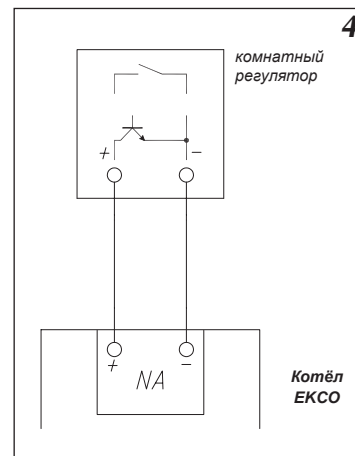 4
комнатный
регулятор
+ -
+ NA -
Котёл
EKCO